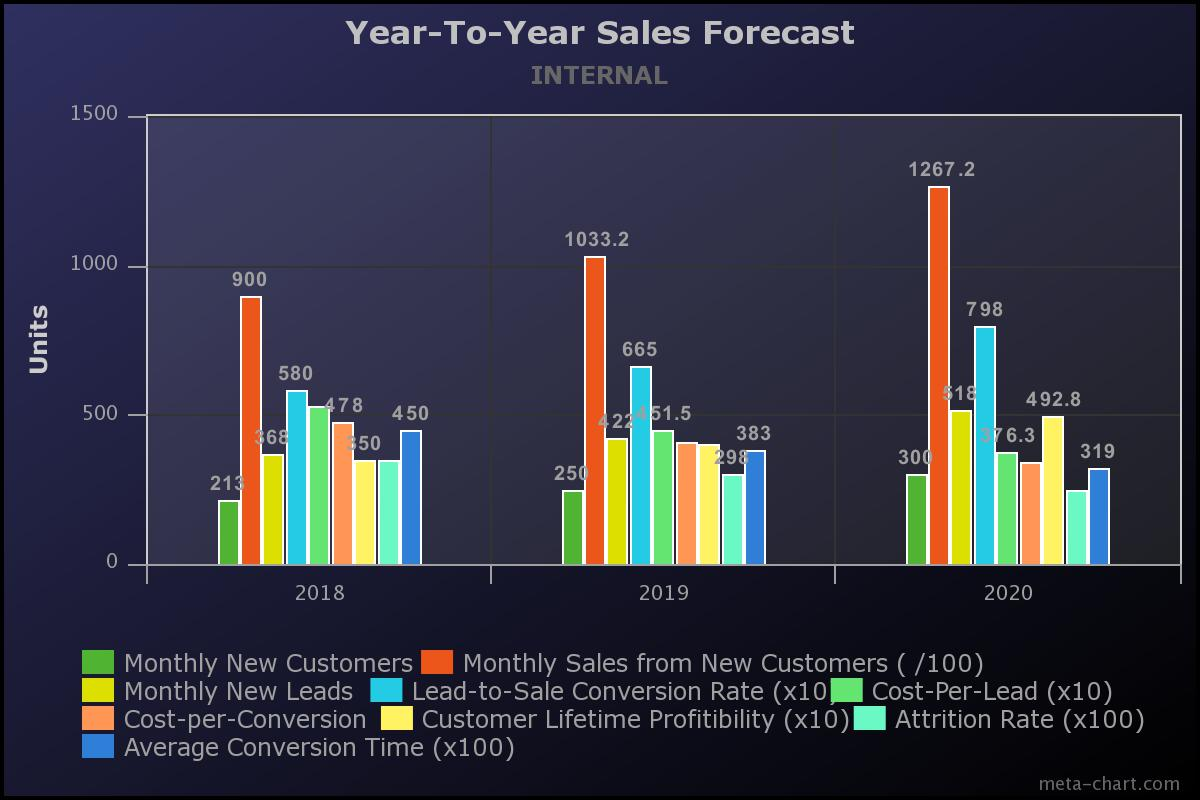 Year-To-Year Sales Forecast
INTERNAL
1500
1267.2
1033.2
1000
900
798
665
580
518
492.8
500
478
450
422
451.5
368
350
383
376.3
213
250
298
300
319
0
Units
2018 2019 2020
Monthly New Customers Monthly Sales from New Customers ( /100)
Monthly New Leads Lead-to-Sale Conversion Rate (x10) Cost-Per-Lead (x10)
Cost-per-Conversion Customer Lifetime Profitibility (x10) Attrition Rate (x100)
Average Conversion Time (x100)
meta-chart.com